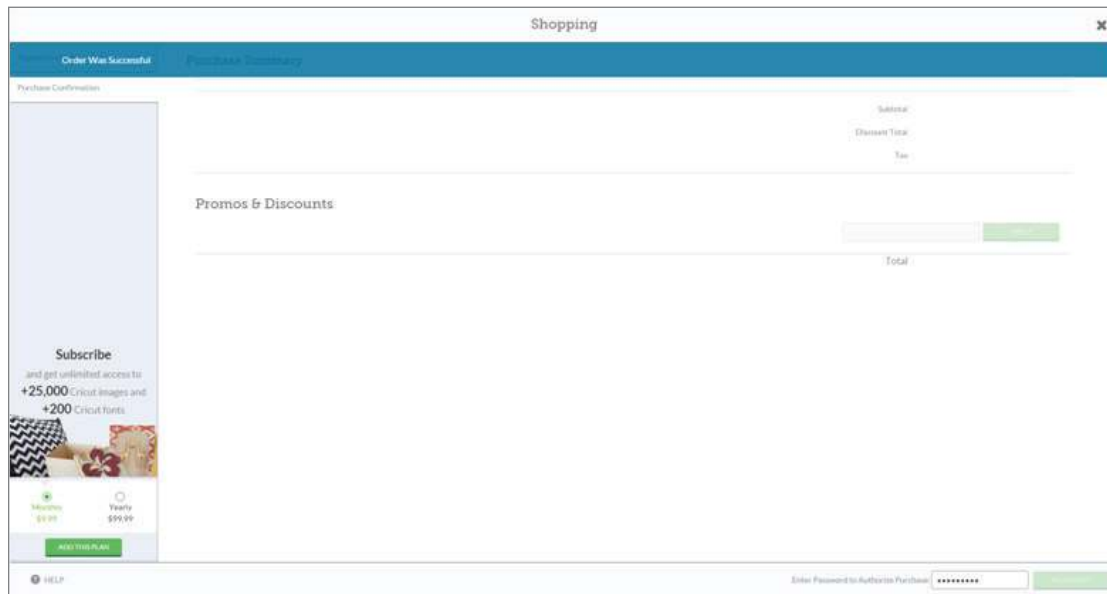 Shopping
Order Was Successful
Purchase Summary
Purchase Confirmation
Subtotal
Discount Total
Tax
Promos & Discounts
Total
Subscribe
and get unlimited access to
+25,000 Cricut images and
+200 Cricut fonts
Monthly
Yearly
$9.99
$99.99
ADD THIS PLAN
HELP
Enter Password to Authorize Purchase